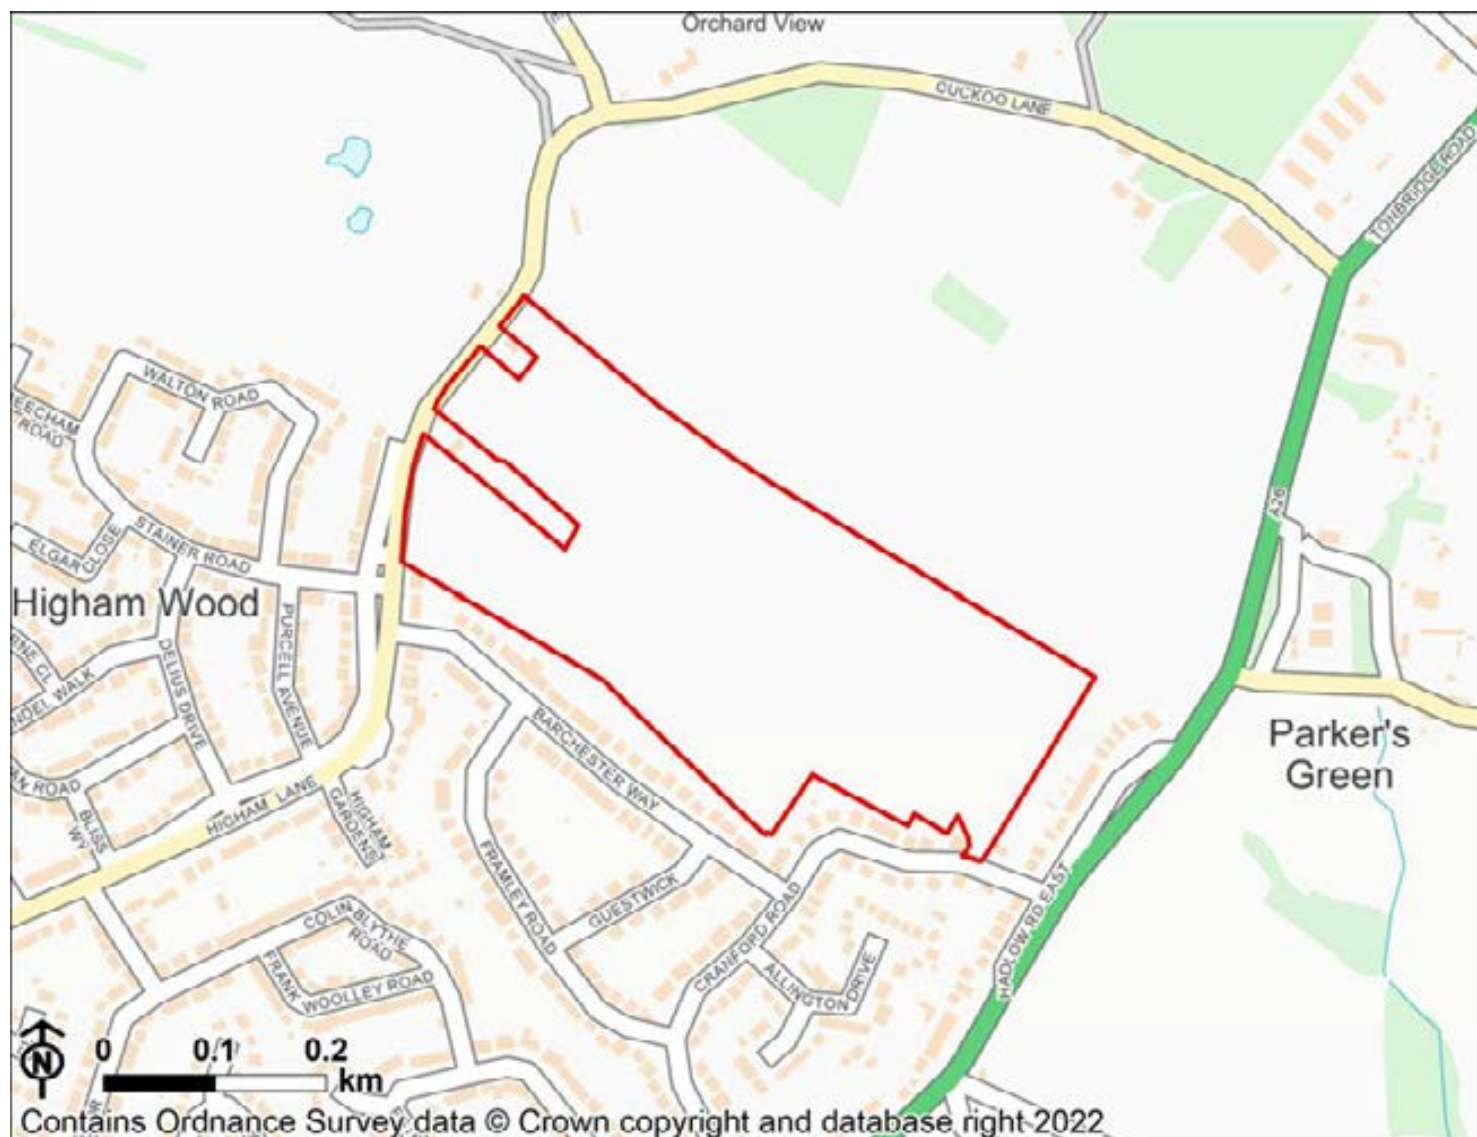 Orchard View
CUCKOO LANE
TONBRIDGE ROAD
WALTON ROAD
ROAD
STAINER ROAD
ELGAR CLOSE
A26
Higham Wood
PURCELL AVENUE
DELIUS DRIVE
WALK
ROAD
BLISS
WY
HIGHAM LANE
HIGHAM
GARDENS
BARCHESTER WAY
Parker's
Green
FRAMLEY ROAD
GUESTWICK
CRANFORD ROAD
HADLOW RD EAST
ALLINGTON
DRIVE
COLIN BLYTHE
ROAD
FRANK
WOOLLEY ROAD
N
0 0.1 0.2
km
Contains Ordnance Survey data © Crown copyright and database right 2022